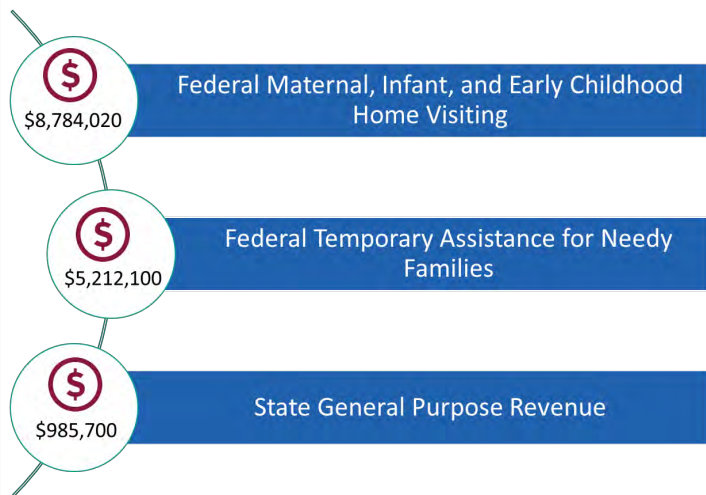 $
$8,784,020
Federal Maternal, Infant, and Early Childhood
Home Visiting
$
$5,212,100
Federal Temporary Assistance for Needy
Families
$
$985,700
State General Purpose Revenue